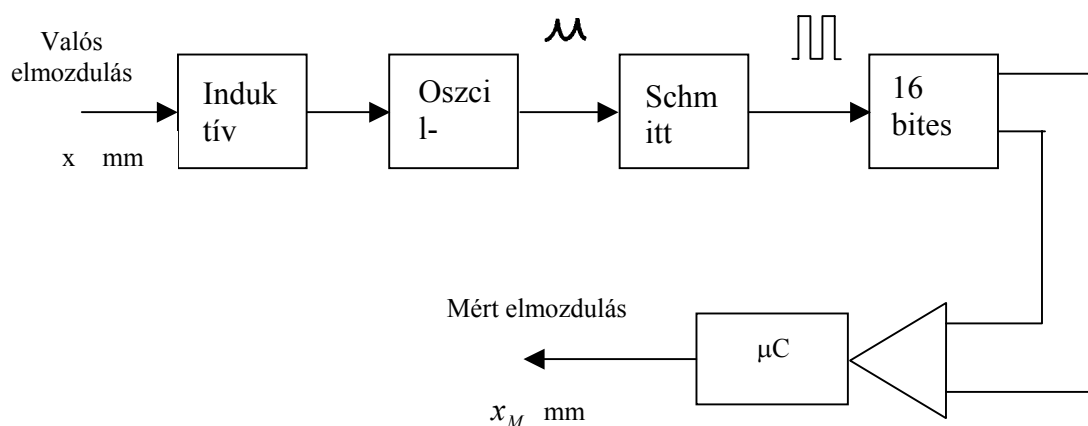 Valós
elmozdulás
x mm
Induk
tív
Oszci
l-
Schm
itt
16
bites
Mért elmozdulás
x_M mm
μC